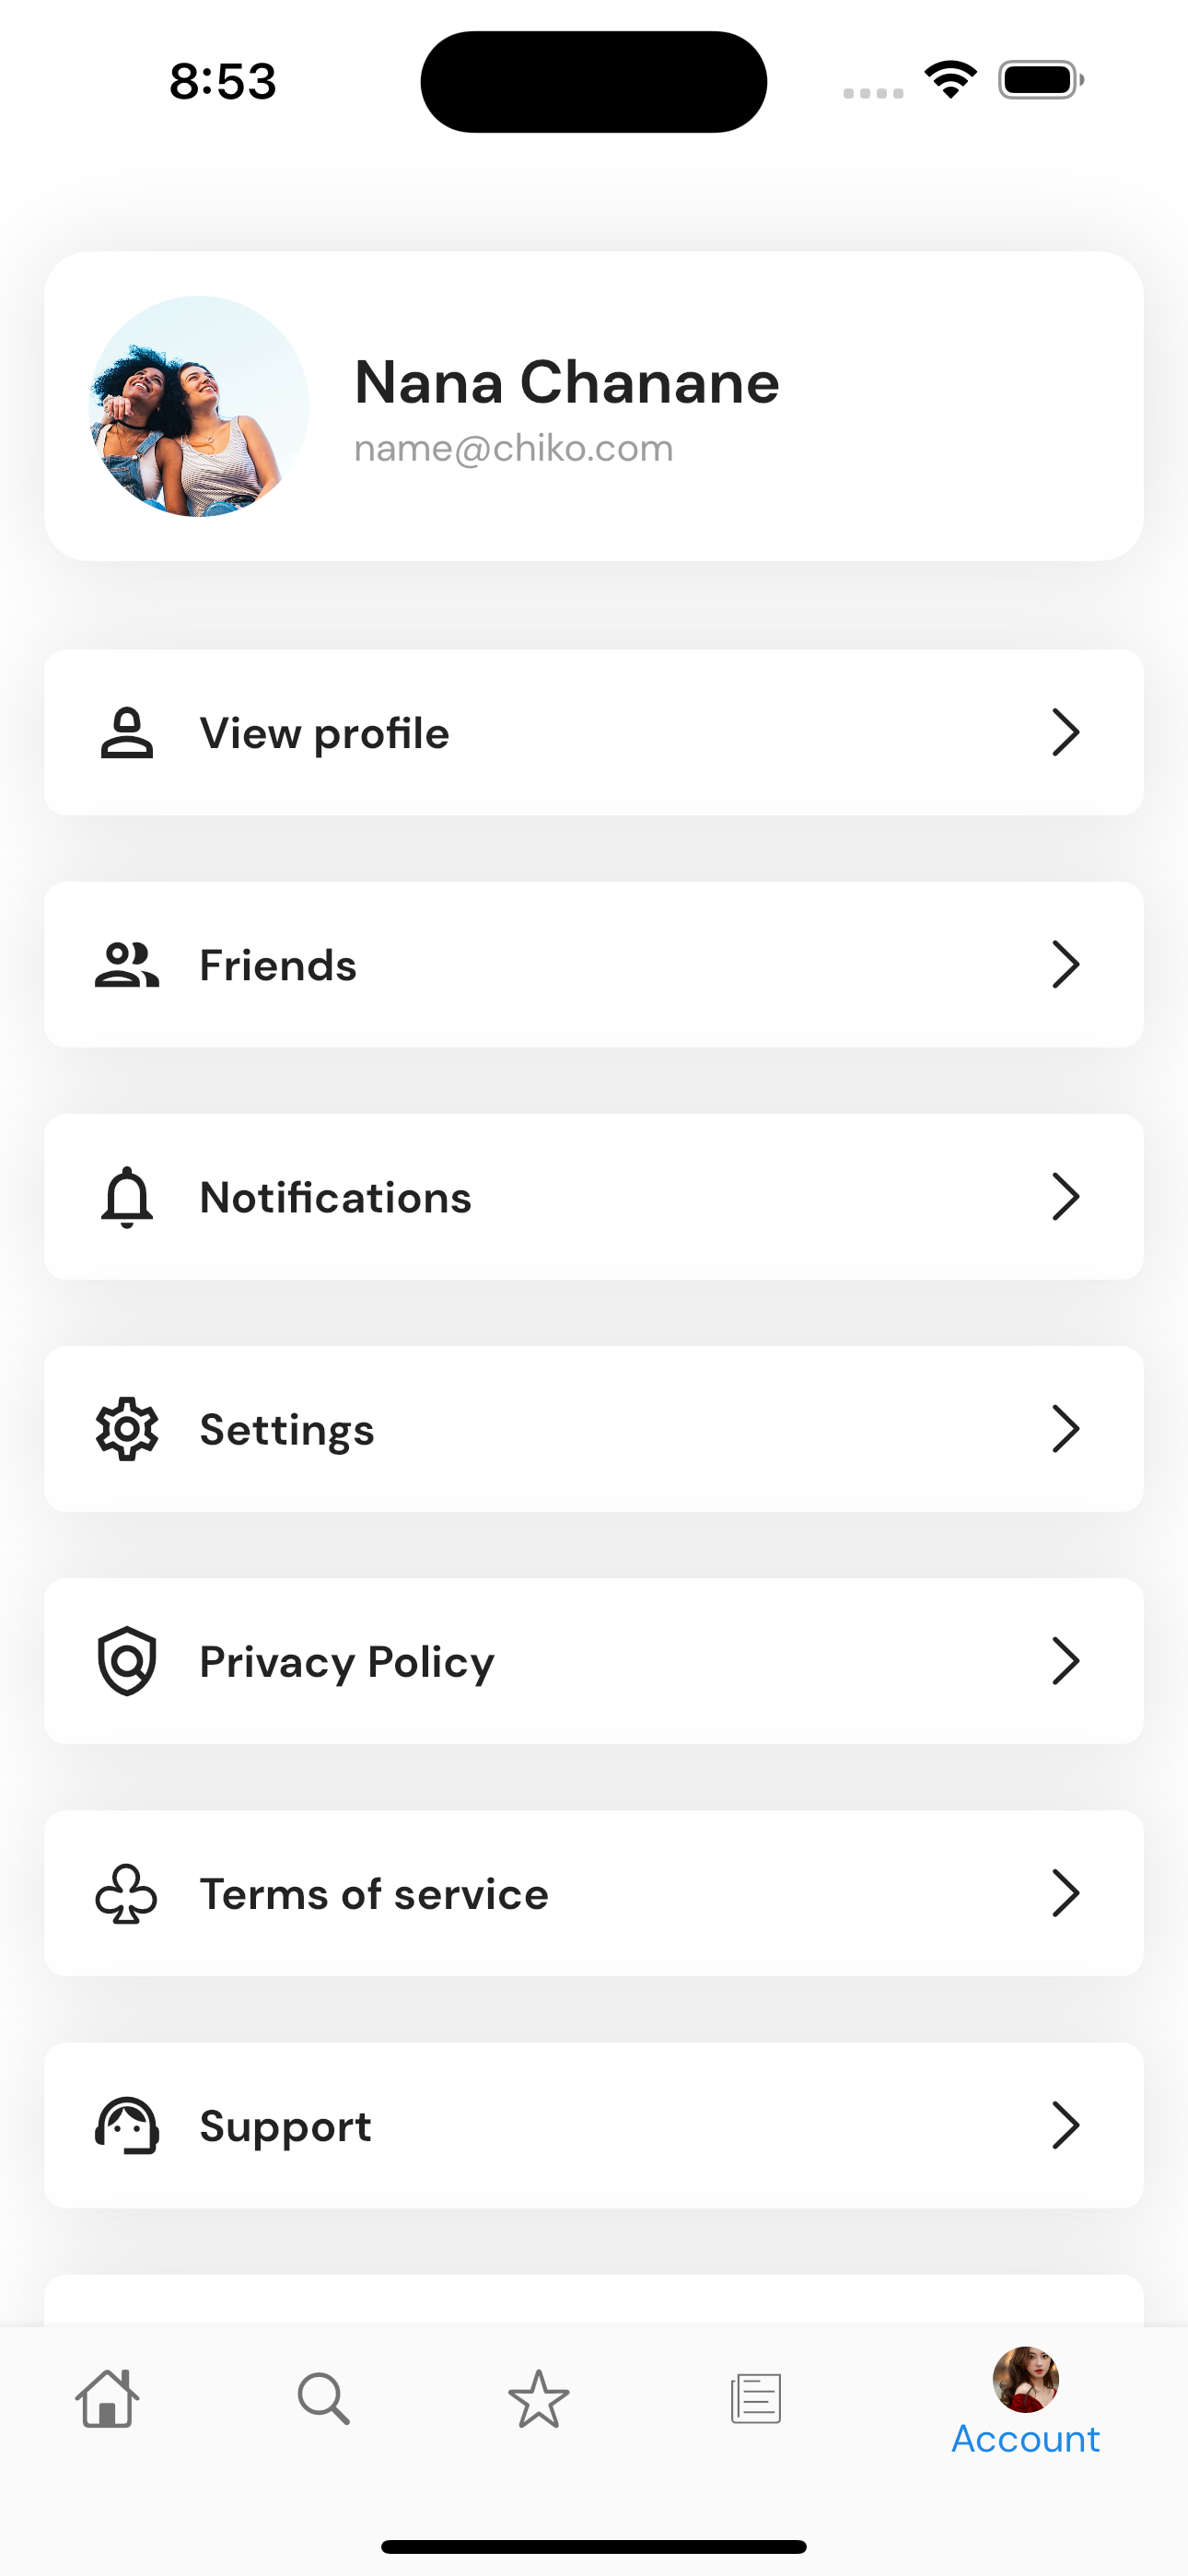 8:53
Nana Chanane
name@chiko.com
View profile
Friends
Notifications
Settings
Privacy Policy
Terms of service
Support
Account